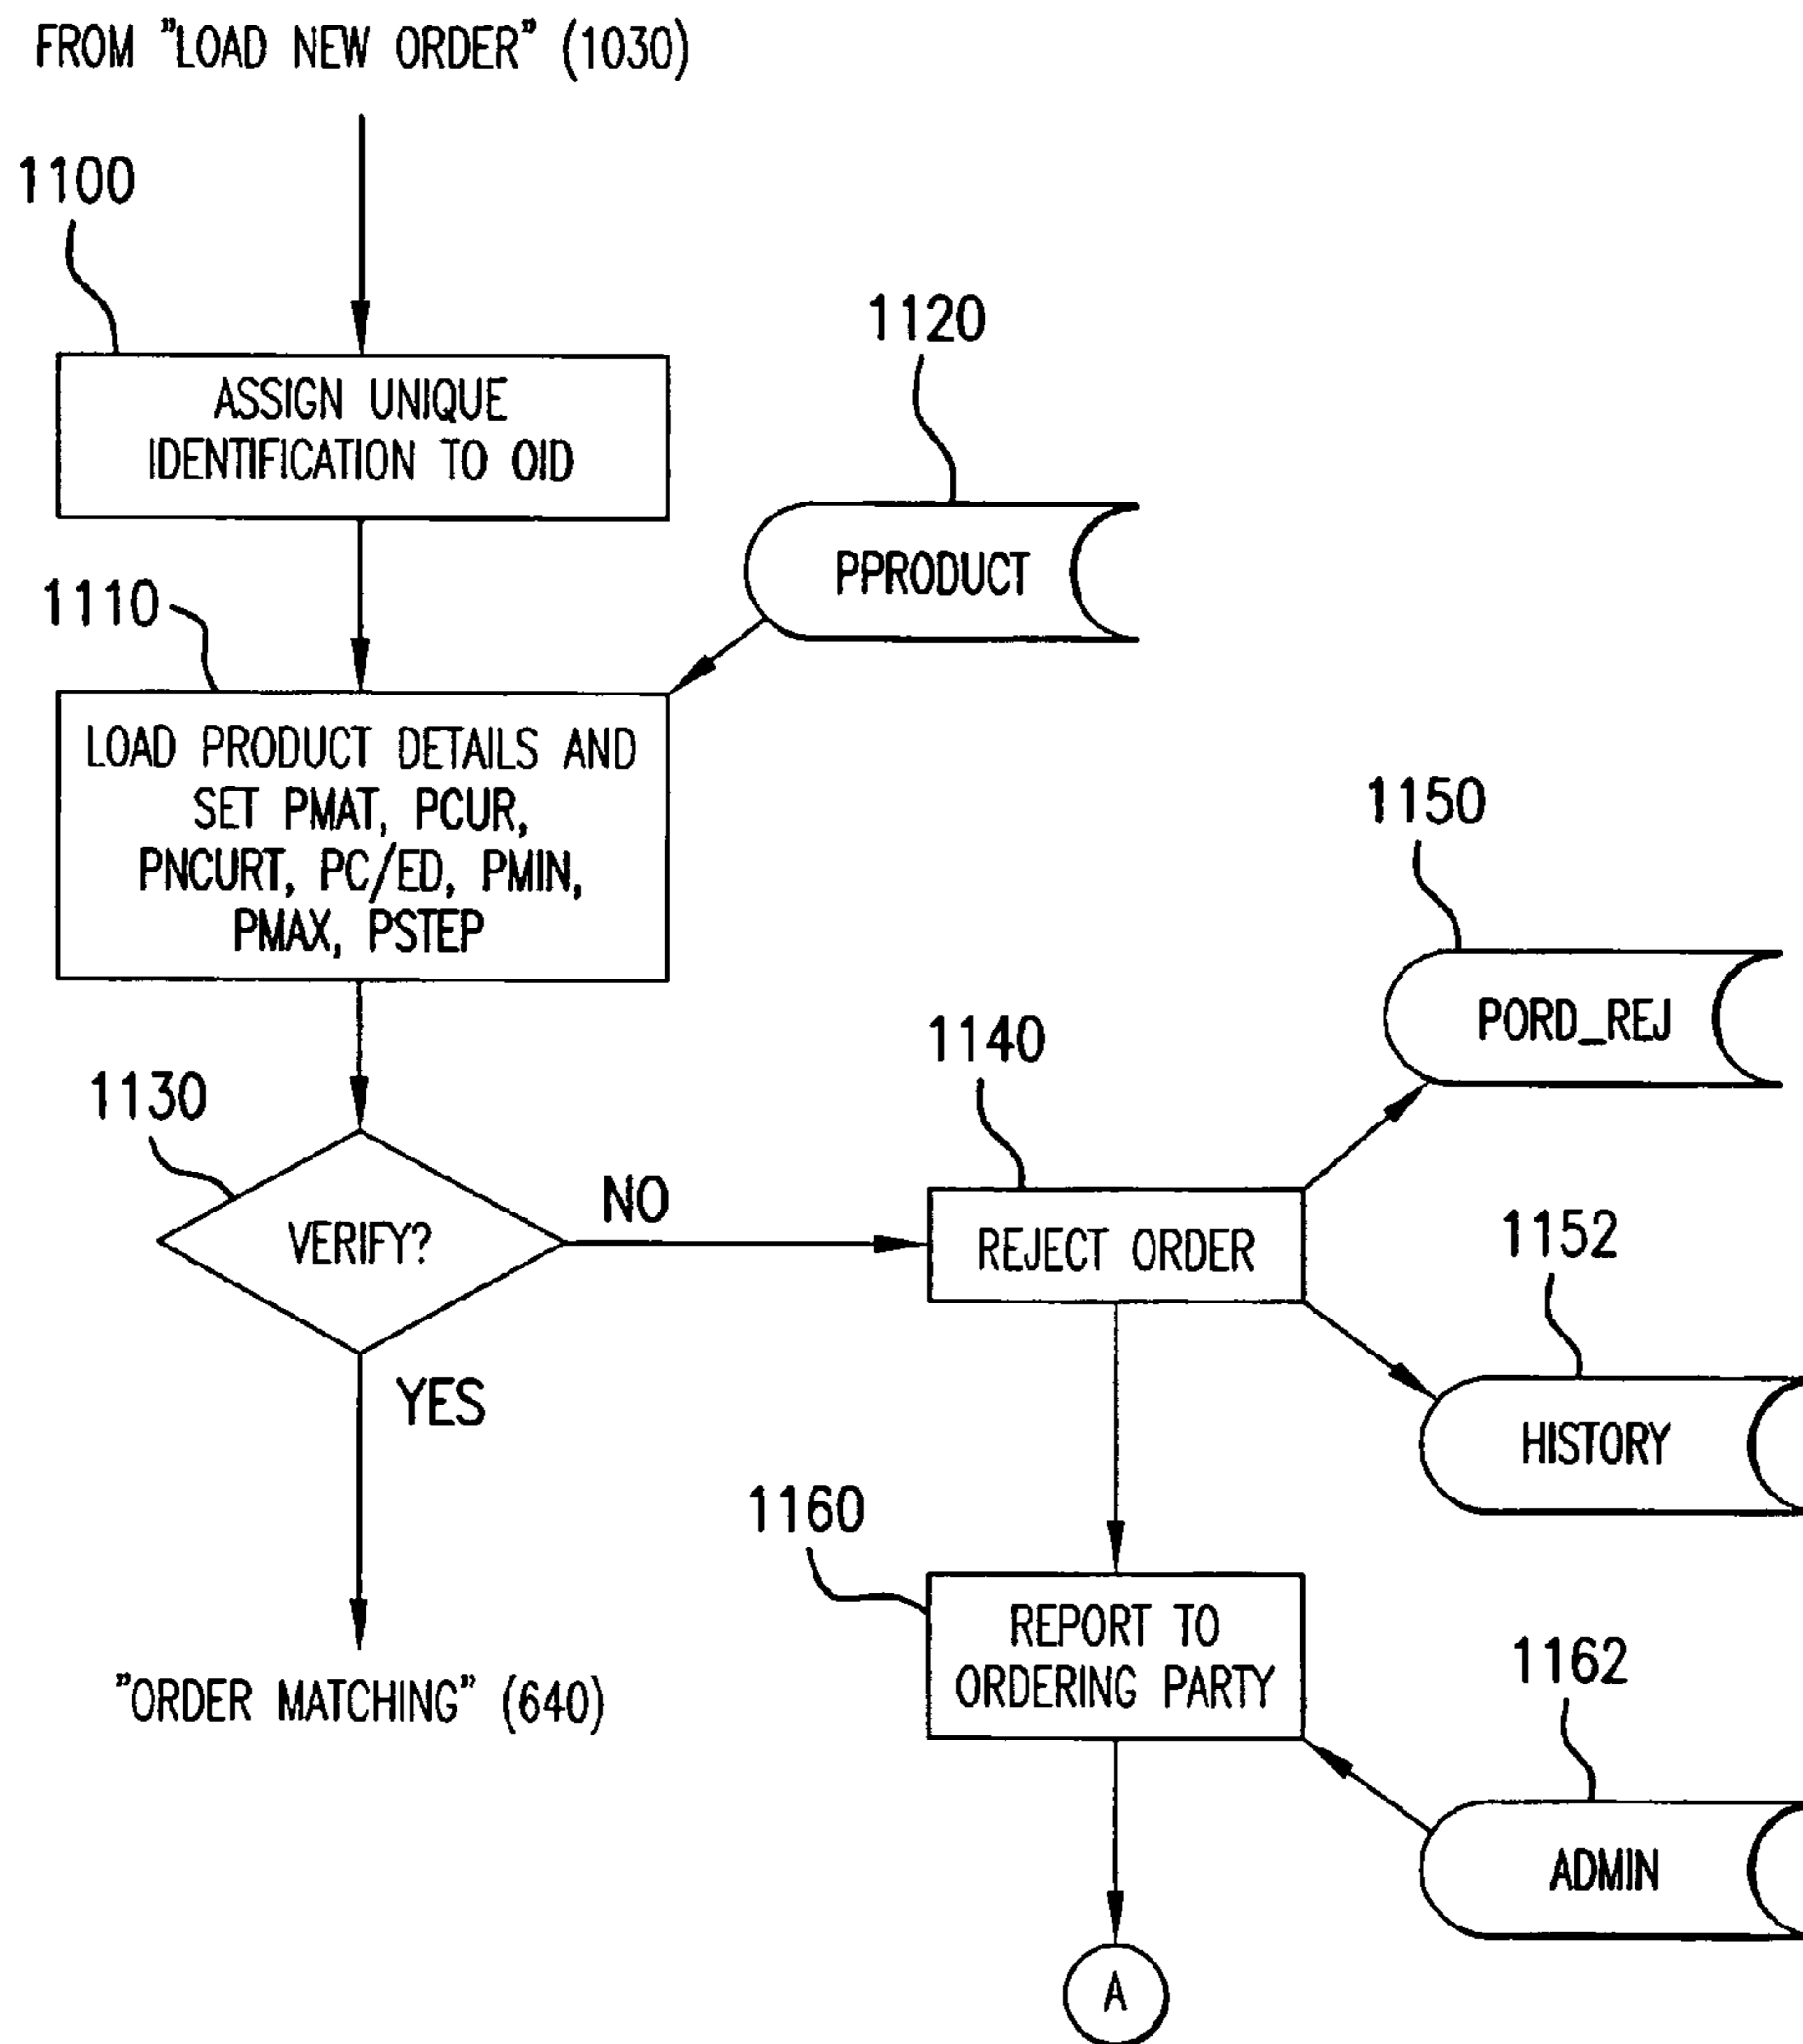 FROM "LOAD NEW ORDER" (1030)
1100
ASSIGN UNIQUE
IDENTIFICATION TO OID
1120
PPRODUCT
1110
LOAD PRODUCT DETAILS AND
SET PMAT, PCUR,
PNCURT, PC/ED, PMIN,
PMAX, PSTEP
1150
PORD_REJ
1130
VERIFY?
NO
1140
REJECT ORDER
1152
HISTORY
YES
"ORDER MATCHING" (640)
1160
REPORT TO
ORDERING PARTY
1162
ADMIN
A